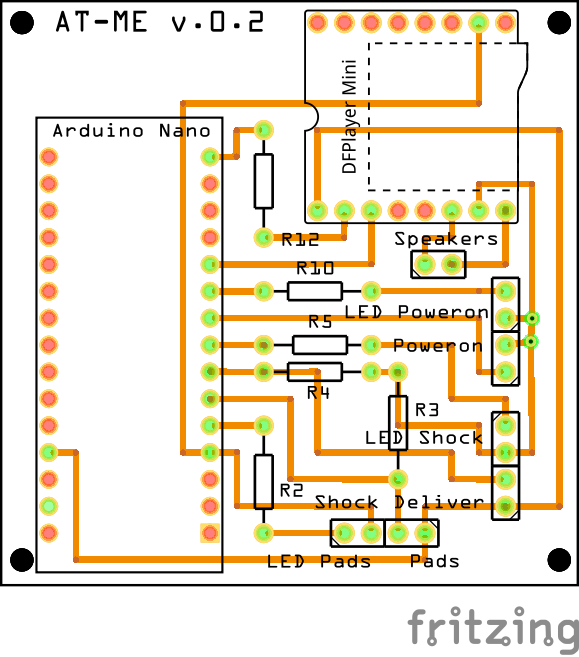 AT-ME v.0.2
DFPlayer Mini
Arduino Nano
R12
Speakers
R10
LED Poweron
R5
Poweron
R4
R3
LED Shock
R2
Shock Deliver
LED Pads
Pads
fritzing